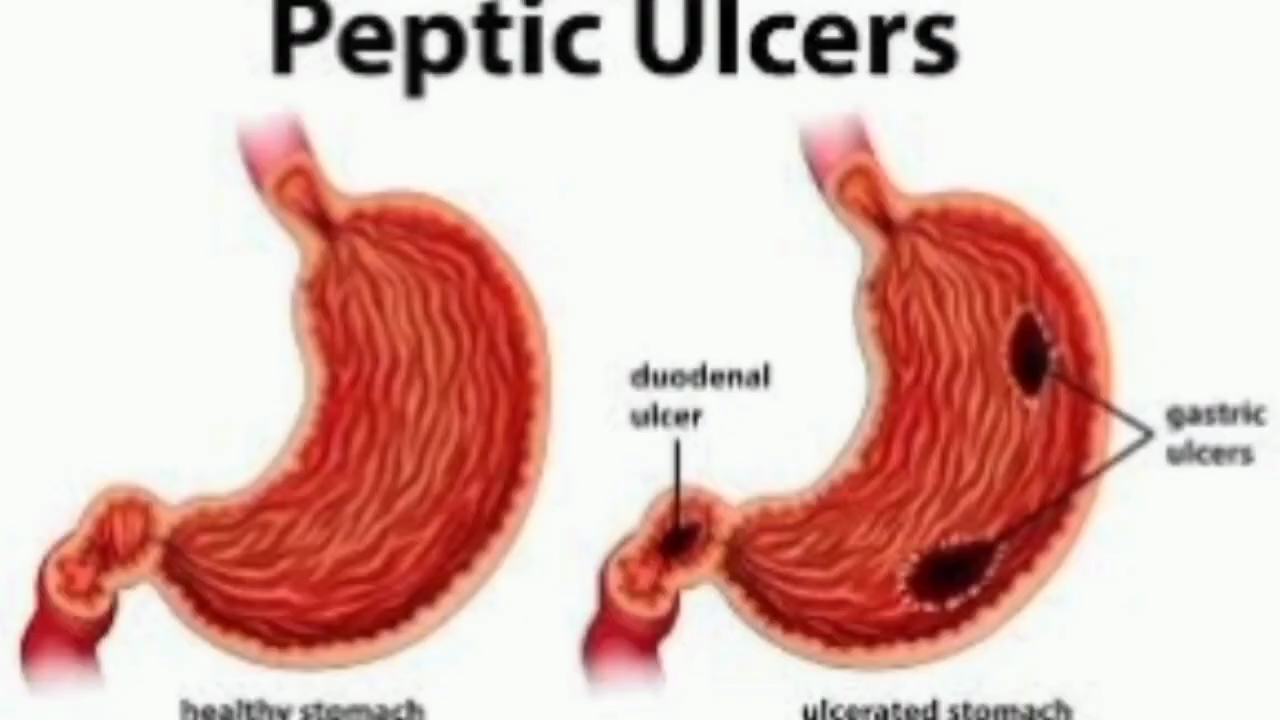 Peptic Ulcers
duodenal
ulcer
gastric
ulcers
healthy stomach
ulcerated stomach